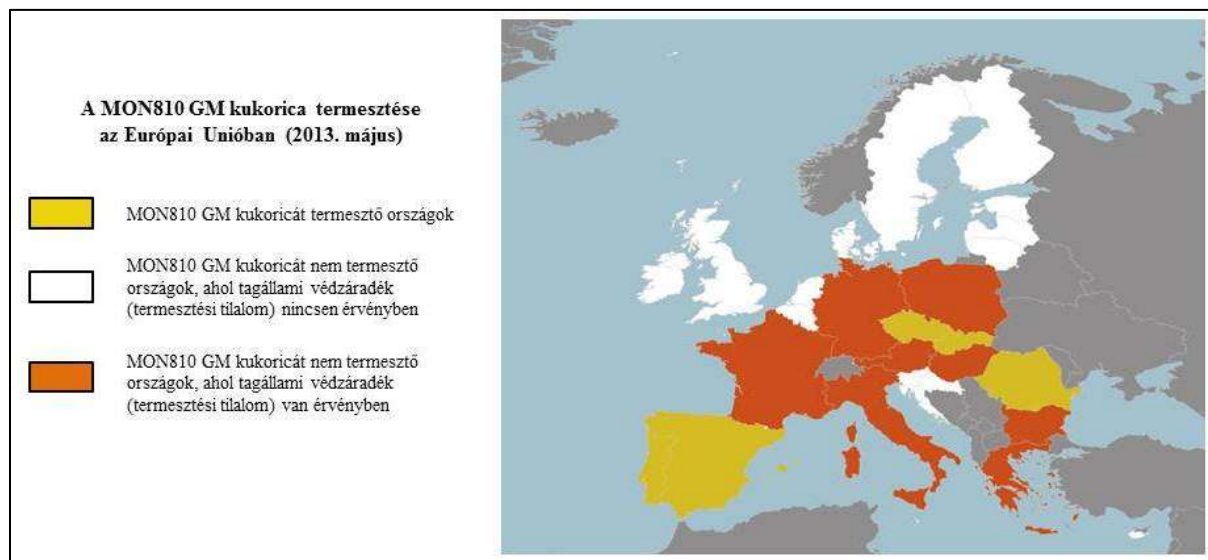 A MON810 GM kukorica termesztése
az Európai Unióban (2013. május)
MON810 GM kukoricát termesztő országok
MON810 GM kukoricát nem termesztő
országok, ahol tagállami védzáradék
(termesztési tilalom) nincsen érvényben
MON810 GM kukoricát nem termesztő
országok, ahol tagállami védzáradék
(termesztési tilalom) van érvényben